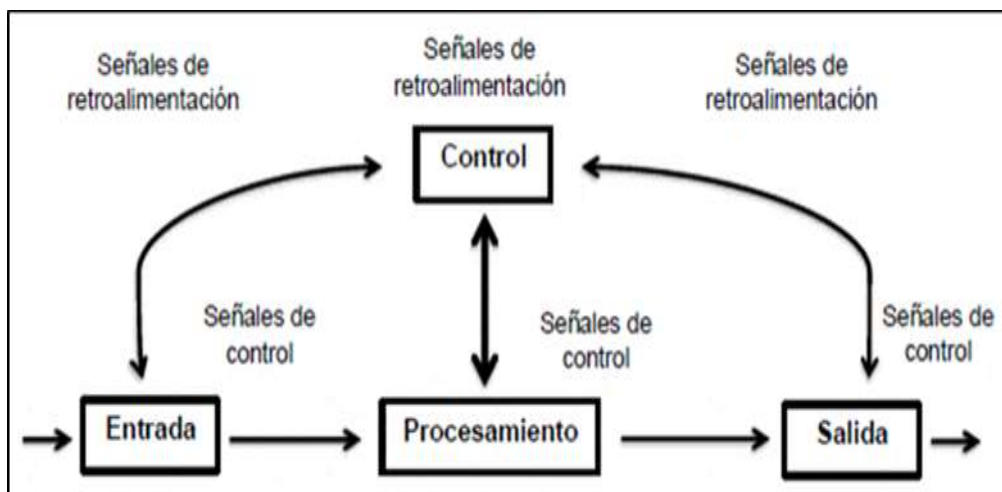 Señales de
retroalimentación
Señales de
retroalimentación
Señales de
retroalimentación
Control
Señales de
control
Señales de
control
Señales de
control
Entrada
Procesamiento
Salida